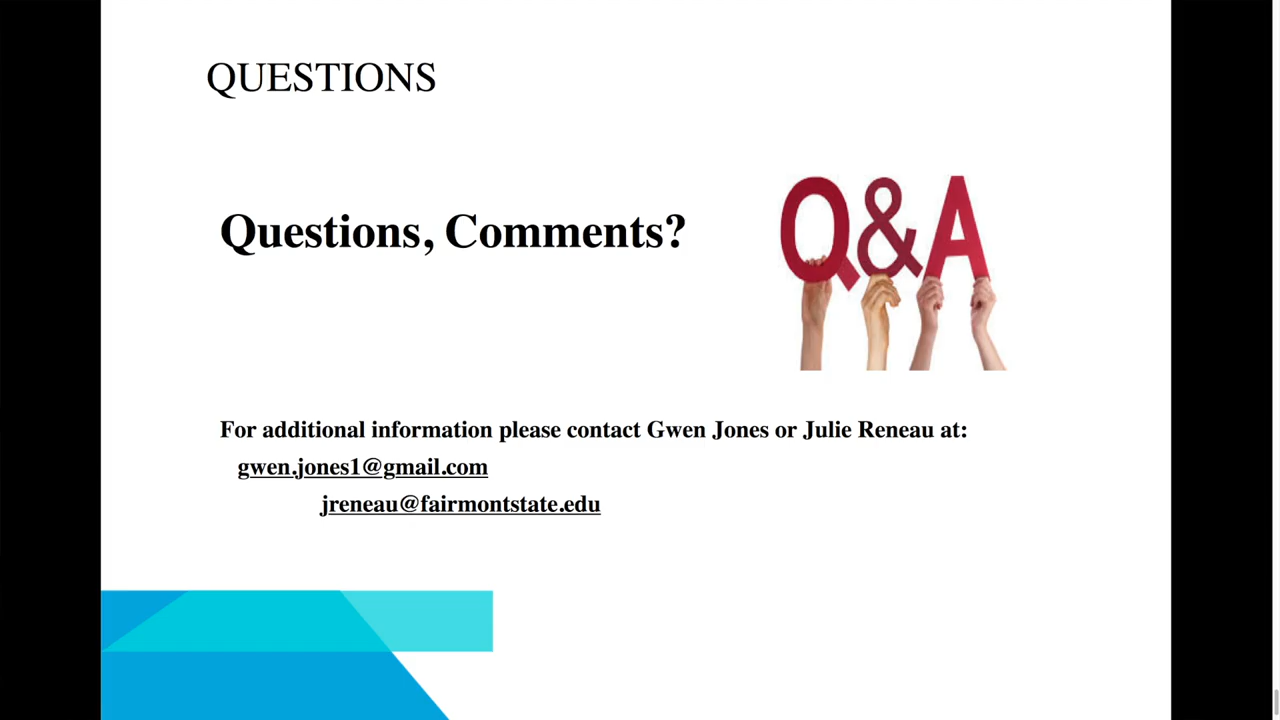 QUESTIONS
Questions, Comments?
Q&A
For additional information please contact Gwen Jones or Julie Reneau at:
gwen.jones1@gmail.com
jreneau@fairmontstate.edu